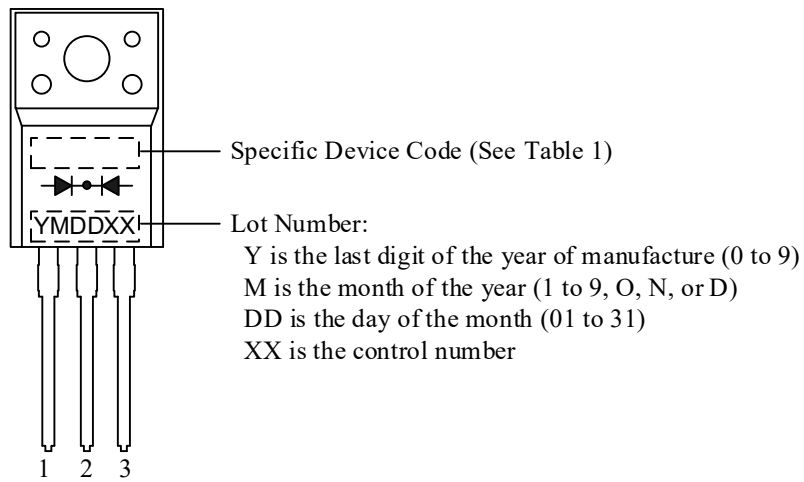 Specific Device Code (See Table 1)
YMDDXX
Lot Number:
Y is the last digit of the year of manufacture (0 to 9)
M is the month of the year (1 to 9, O, N, or D)
DD is the day of the month (01 to 31)
XX is the control number
1 2 3